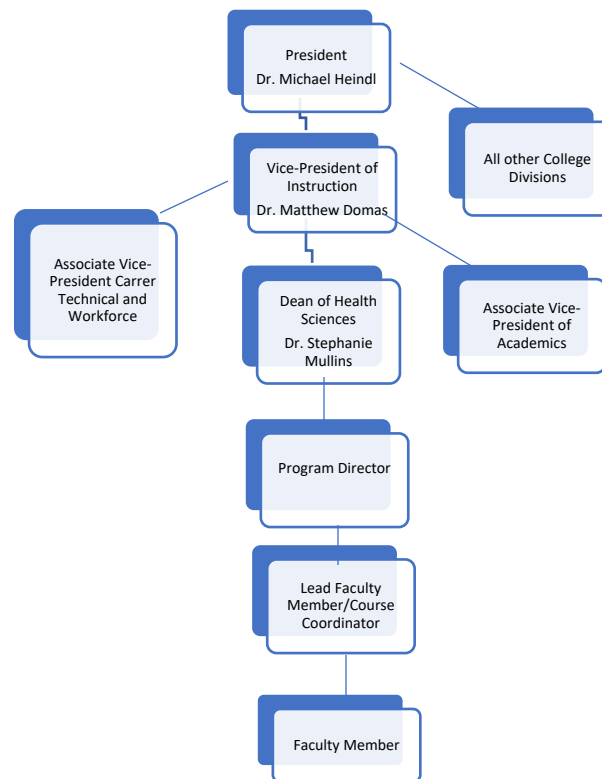 President
Dr. Michael Heindl
All other College
Divisions
Vice-President of
Instruction
Dr. Matthew Domas
Associate Vice-
President Carrer
Technical and
Workforce
Dean of Health
Sciences
Dr. Stephanie
Mullins
Associate Vice-
President of
Academics
Program Director
Lead Faculty
Member/Course
Coordinator
Faculty Member